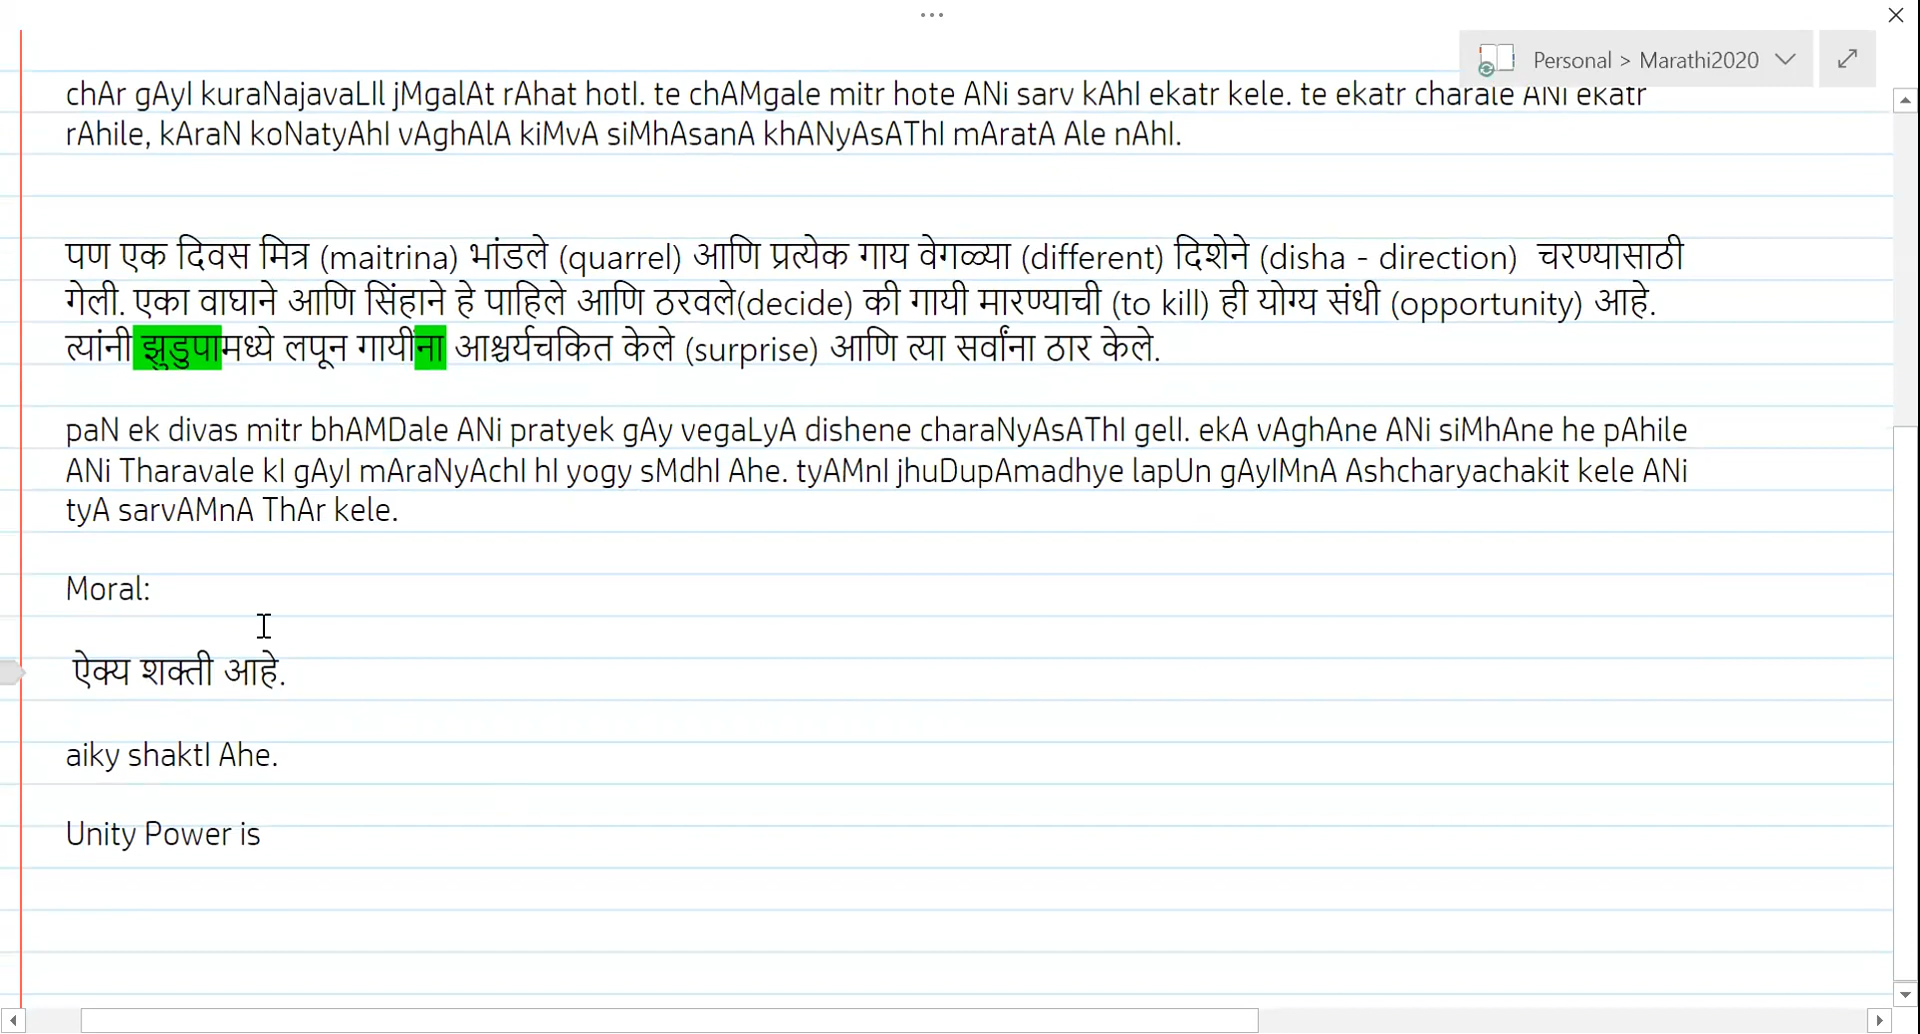 Personal > Marathi2020
chAr gAyI kuraNajavaLIl jMgalAt rAhat hotI. te chAMgale mitr hote ANi sarv kAhI ekatr kele. te ekatr charale ANi ekatr
rAhile, kAraN koNatyAhI vAghAlA kiMvA siMhAsanA khANyAsAThI mAratA Ale nAhI.
पण एक दिवस मित्र (maitrina) भांडले (quarrel) आणि प्रत्येक गाय वेगळ्या (different) दिशेने (disha - direction) चरण्यासाठी
गेली. एका वाघाने आणि सिंहाने हे पाहिले आणि ठरवले(decide) की गायी मारण्याची (to kill) ही योग्य संधी (opportunity) आहे.
त्यांनी झुडुपामध्ये लपून गायींना आश्चर्यचकित केले (surprise) आणि त्या सर्वांना ठार केले.
paN ek divas mitr bhAMDale ANi pratyek gAy vegaLyA dishene charaNyAsAThI gelI. ekA vAghAne ANi siMhAne he pAhile
ANi Tharavale kI gAyI mAraNyAchI hI yogy sMdhI Ahe. tyAMnI jhuDupAmadhye lapUn gAyIMnA Ashcharyachakit kele ANi
tyA sarvAMnA ThAr kele.
Moral:
ऐक्य शक्ती आहे.
aiky shaktI Ahe.
Unity Power is